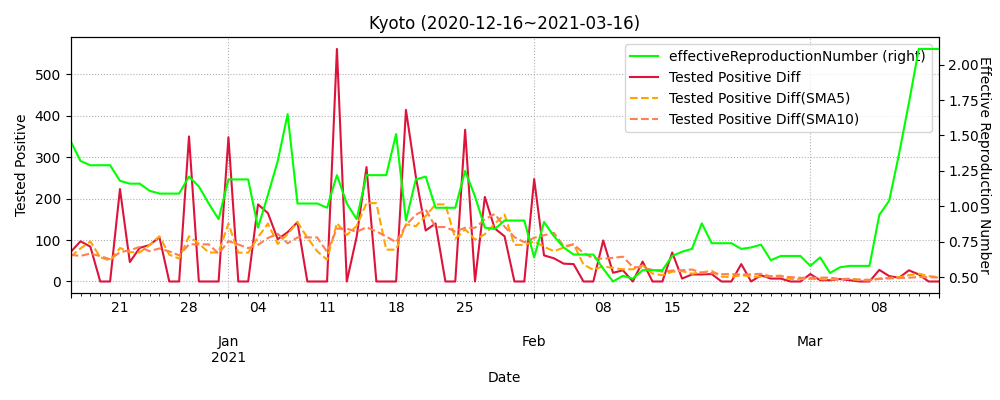 Kyoto (2020-12-16~2021-03-16)
effectiveReproductionNumber (right)
Tested Positive Diff
Tested Positive Diff(SMA5)
Tested Positive Diff(SMA10)
Tested Positive
500
400
300
200
100
0
2.00
1.75
1.50
1.25
1.00
0.75
0.50
Effective Reproduction Number
21 28 04 11 18 25 08 15 22 08
Jan Feb Mar
2021
Date